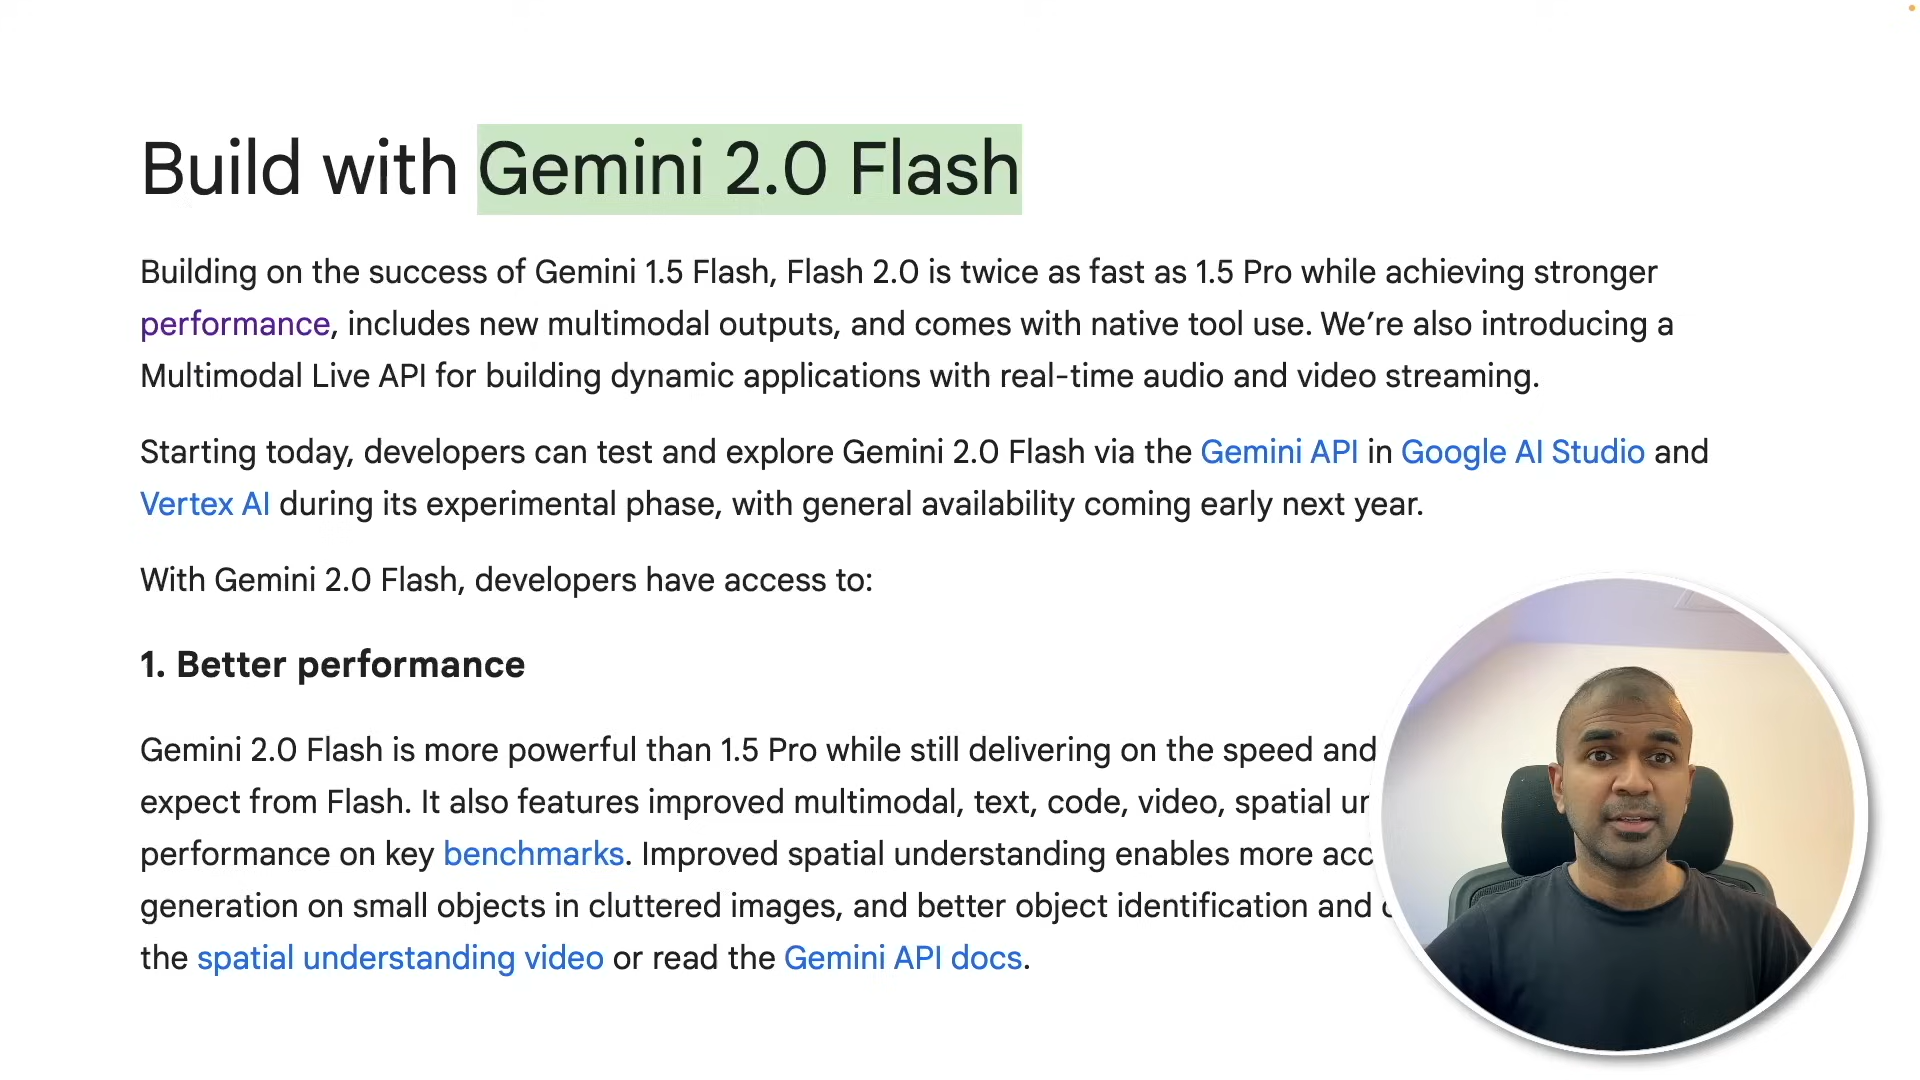 Build with Gemini 2.0 Flash
Building on the success of Gemini 1.5 Flash, Flash 2.0 is twice as fast as 1.5 Pro while achieving stronger
performance, includes new multimodal outputs, and comes with native tool use. We’re also introducing a
Multimodal Live API for building dynamic applications with real-time audio and video streaming.
Starting today, developers can test and explore Gemini 2.0 Flash via the Gemini API in Google AI Studio and
Vertex AI during its experimental phase, with general availability coming early next year.
With Gemini 2.0 Flash, developers have access to:
1. Better performance
Gemini 2.0 Flash is more powerful than 1.5 Pro while still delivering on the speed and
expect from Flash. It also features improved multimodal, text, code, video, spatial
performance on key benchmarks. Improved spatial understanding enables more
generation on small objects in cluttered images, and better object identification and
the spatial understanding video or read the Gemini API docs.